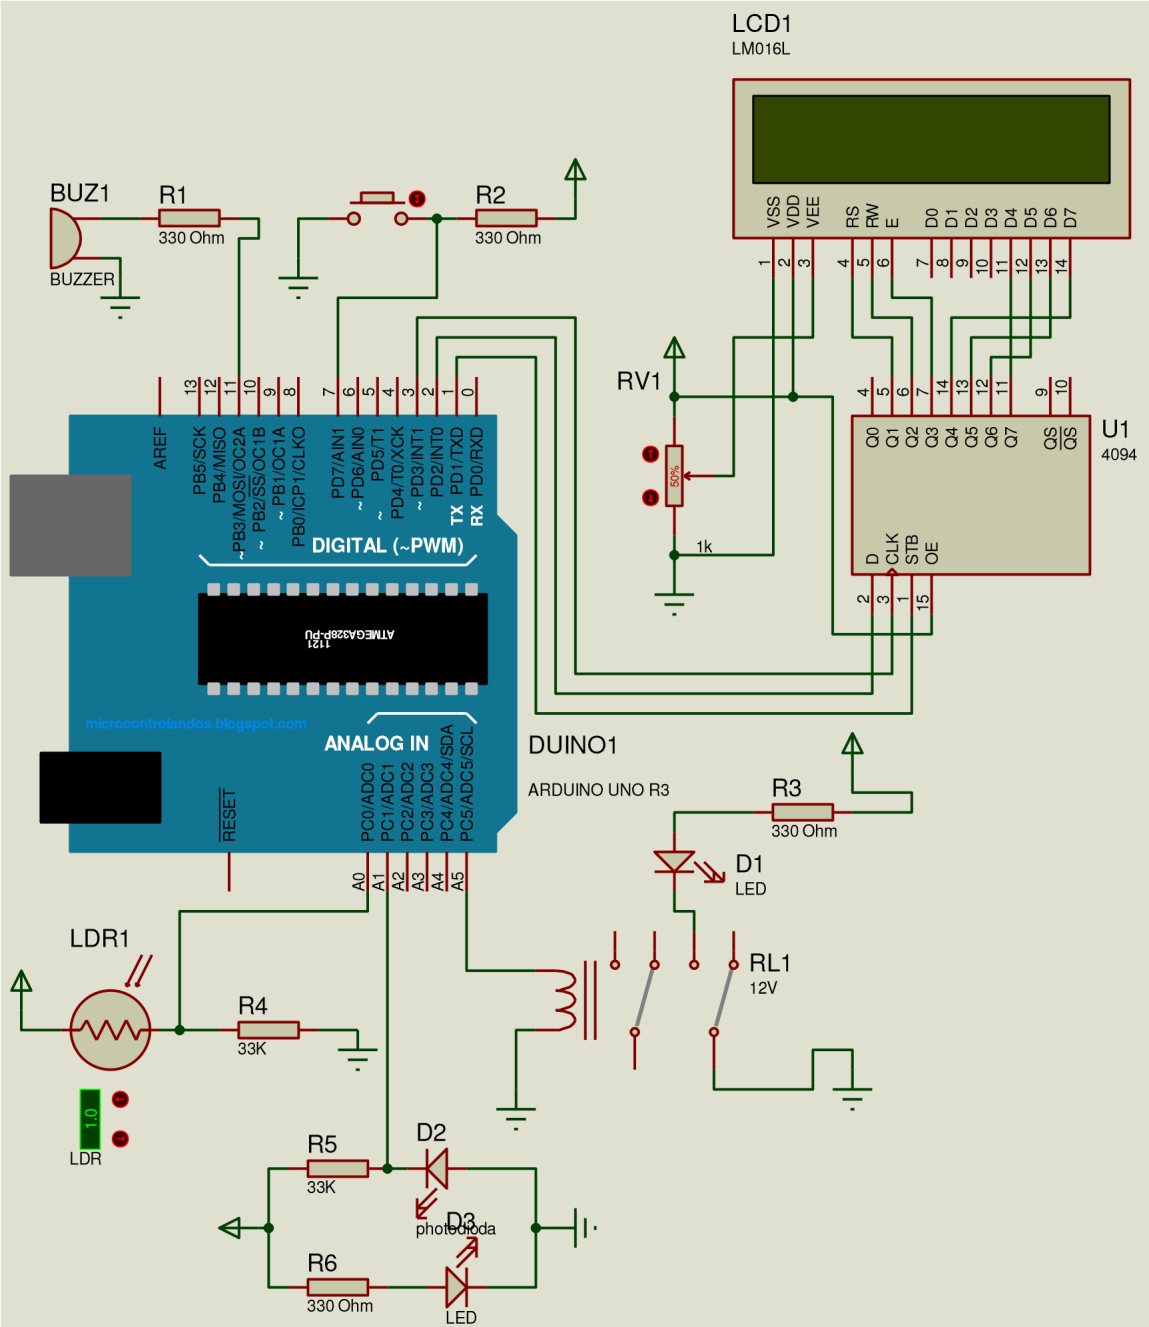 LCD1
LM016L
VSS
VDD
VEE
RS
RW
E
D0
D1
D2
D3
D4
D5
D6
D7
1
2
3
4
5
6
7
8
9
10
11
12
13
14
BUZ1
BUZZER
R1
330 Ohm
R2
330 Ohm
RV1
50%
1k
4
5
6
7
14
13
12
11
9
10
Q0
Q1
Q2
Q3
Q4
Q5
Q6
Q7
QS
QS
U1
4094
D
CLK
STB
OE
2
3
1
15
AREF
13
12
11
10
9
8
7
6
5
4
3
2
1
0
PB5/SCK
PB4/MISO
~PB3/MOSI/OC2A
~ PB2/SS/OC1B
~ PB1/OC1A
PB0/ICP1/CLKO
PD7/AIN1
~ PD6/AIN0
~ PD5/T1
PD4/T0/XCK
~ PD3/INT1
PD2/INT0
TX PD1/TXD
RX PD0/RXD
DIGITAL (~PWM)
ATMEGA328P-PU
1121
microcontrolandos.blogspot.com
ANALOG IN
RESET
PC0/ADC0
PC1/ADC1
PC2/ADC2
PC3/ADC3
PC4/ADC4/SDA
PC5/ADC5/SCL
A0
A1
A2
A3
A4
A5
DUINO1
ARDUINO UNO R3
R3
330 Ohm
D1
LED
RL1
12V
LDR1
1.0
LDR
R4
33K
R5
33K
D2
photodioda
D3
LED
R6
330 Ohm